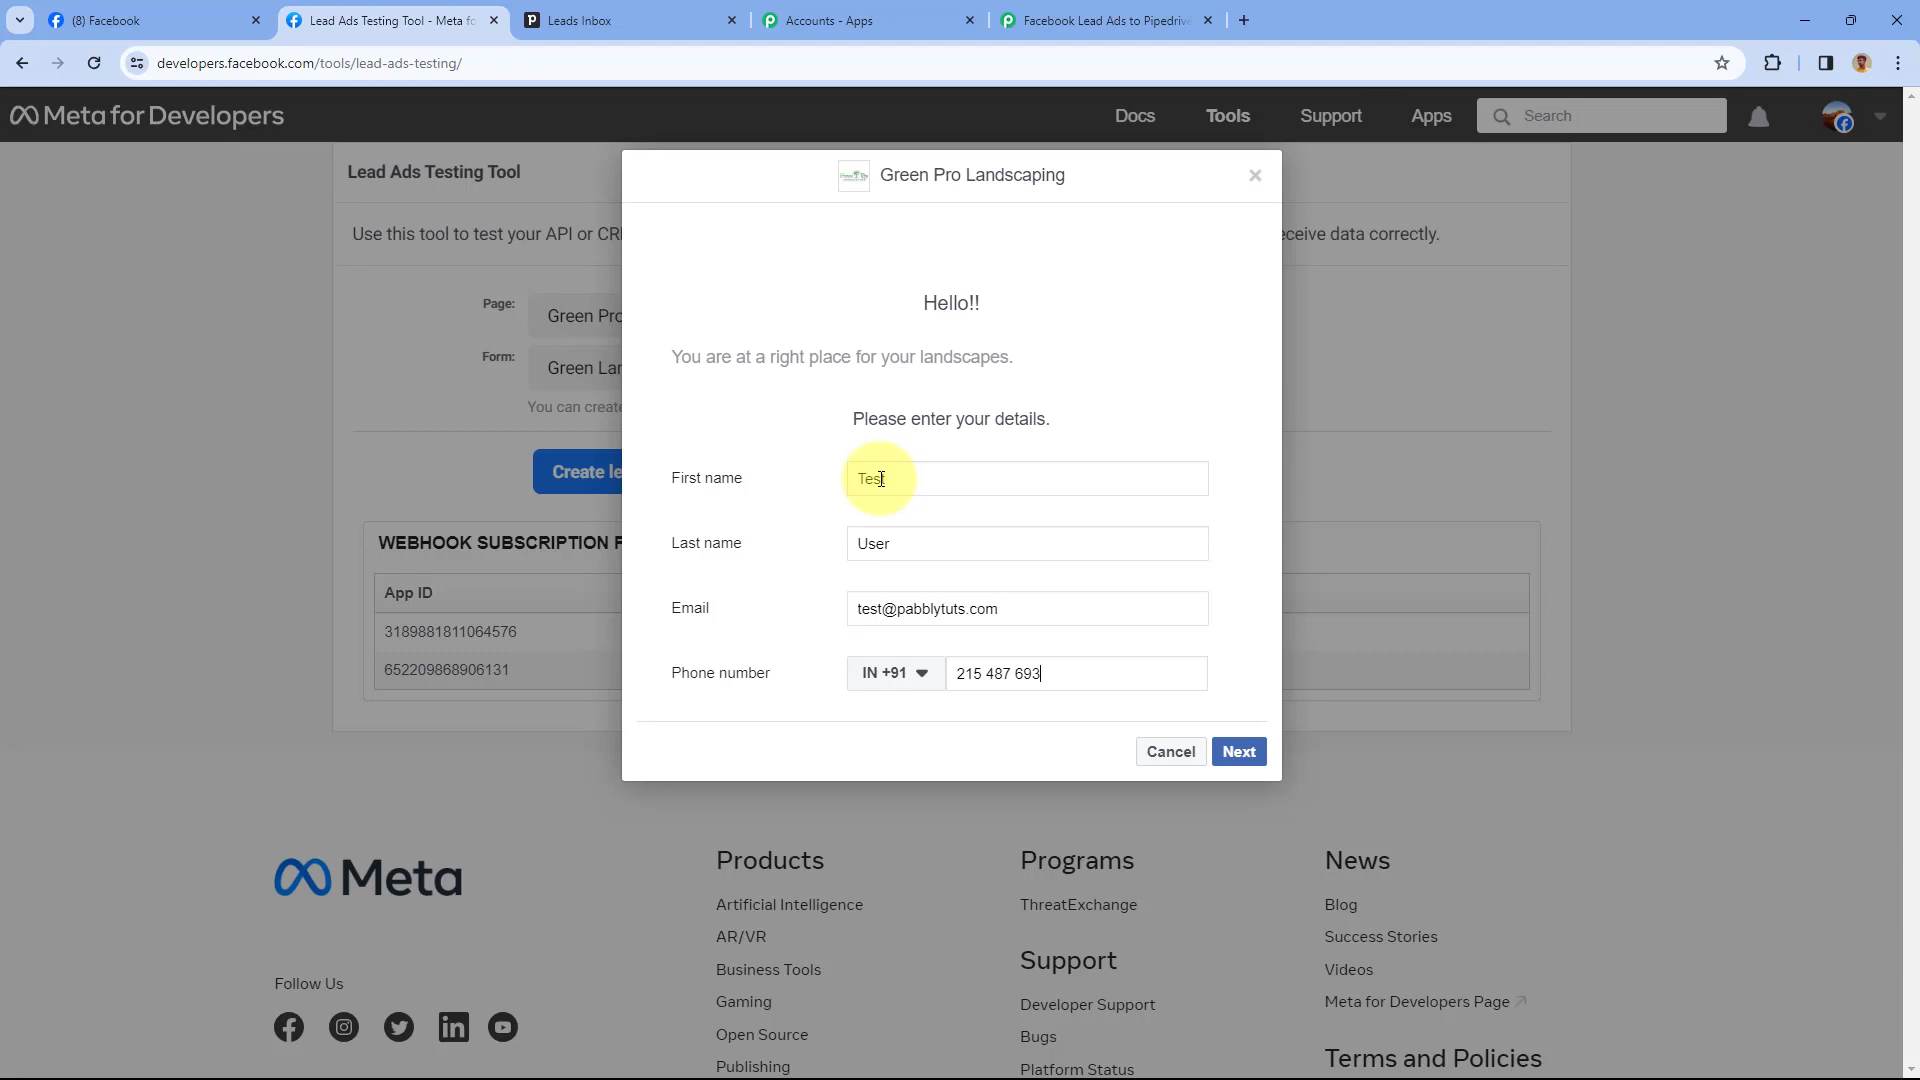 (8) Facebook
Lead Ads Testing Tool - Meta fo
Leads Inbox
Accounts - Apps
Facebook Lead Ads to Pipedrive
developers.facebook.com/tools/lead-ads-testing/
Meta for Developers
Docs
Tools
Support
Apps
Search
Lead Ads Testing Tool
Green Pro Landscaping
Use this tool to test your API or CR
eceive data correctly.
Page:
Green Pro
Form:
Green Lan
You can create
Create le
Hello!!
You are at a right place for your landscapes.
Please enter your details.
First name
Test
Last name
User
Email
test@pabblytuts.com
Phone number
IN +91
215 487 693
Cancel
Next
WEBHOOK SUBSCRIPTION F
App ID
3189881811064576
652209868906131
Meta
Follow Us
Products
Artificial Intelligence
AR/VR
Business Tools
Gaming
Open Source
Publishing
Programs
ThreatExchange
Support
Developer Support
Bugs
Platform Status
News
Blog
Success Stories
Videos
Meta for Developers Page
Terms and Policies